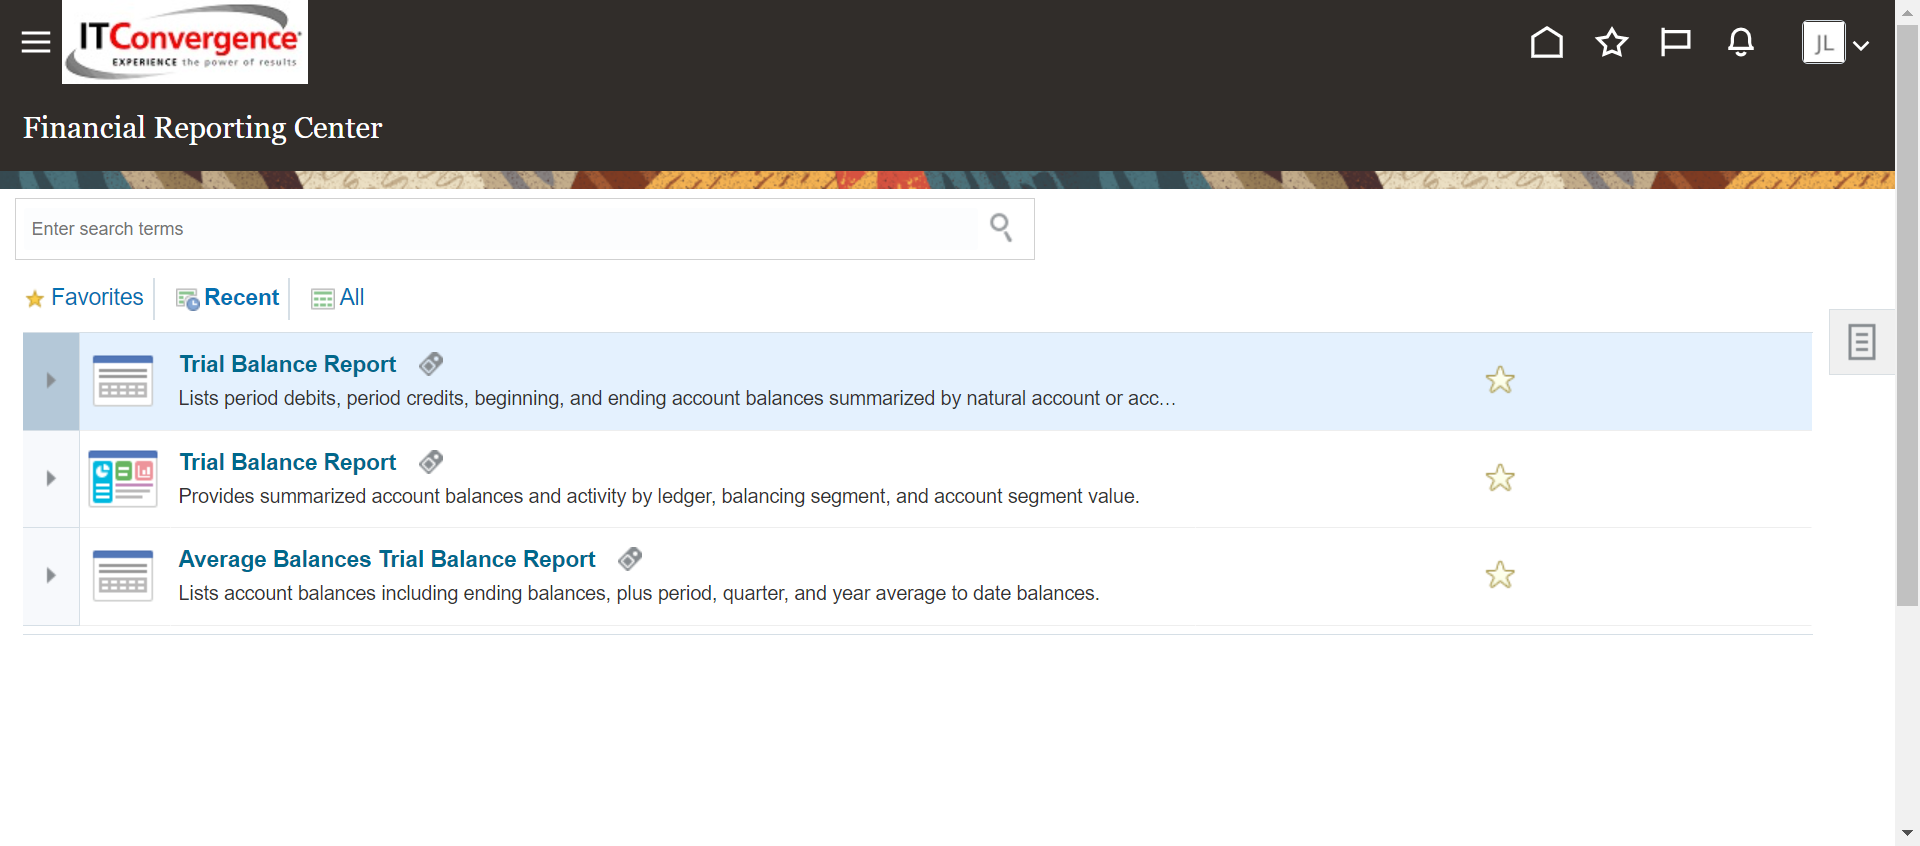 ITConvergence
EXPERIENCE the power of results
JL
Financial Reporting Center
Enter search terms
Favorites
Recent
All
Trial Balance Report
Lists period debits, period credits, beginning, and ending account balances summarized by natural account or acc...
Trial Balance Report
Provides summarized account balances and activity by ledger, balancing segment, and account segment value.
Average Balances Trial Balance Report
Lists account balances including ending balances, plus period, quarter, and year average to date balances.